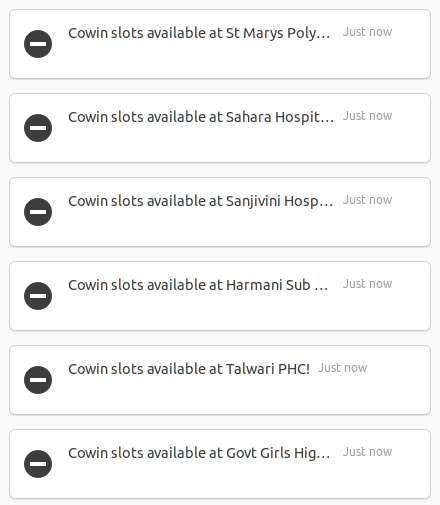 Cowin slots available at St Marys Poly... Just now
Cowin slots available at Sahara Hospit... Just now
Cowin slots available at Sanjivini Hosp... Just now
Cowin slots available at Harmani Sub ... Just now
Cowin slots available at Talwari PHC! Just now
Cowin slots available at Govt Girls Hig... Just now